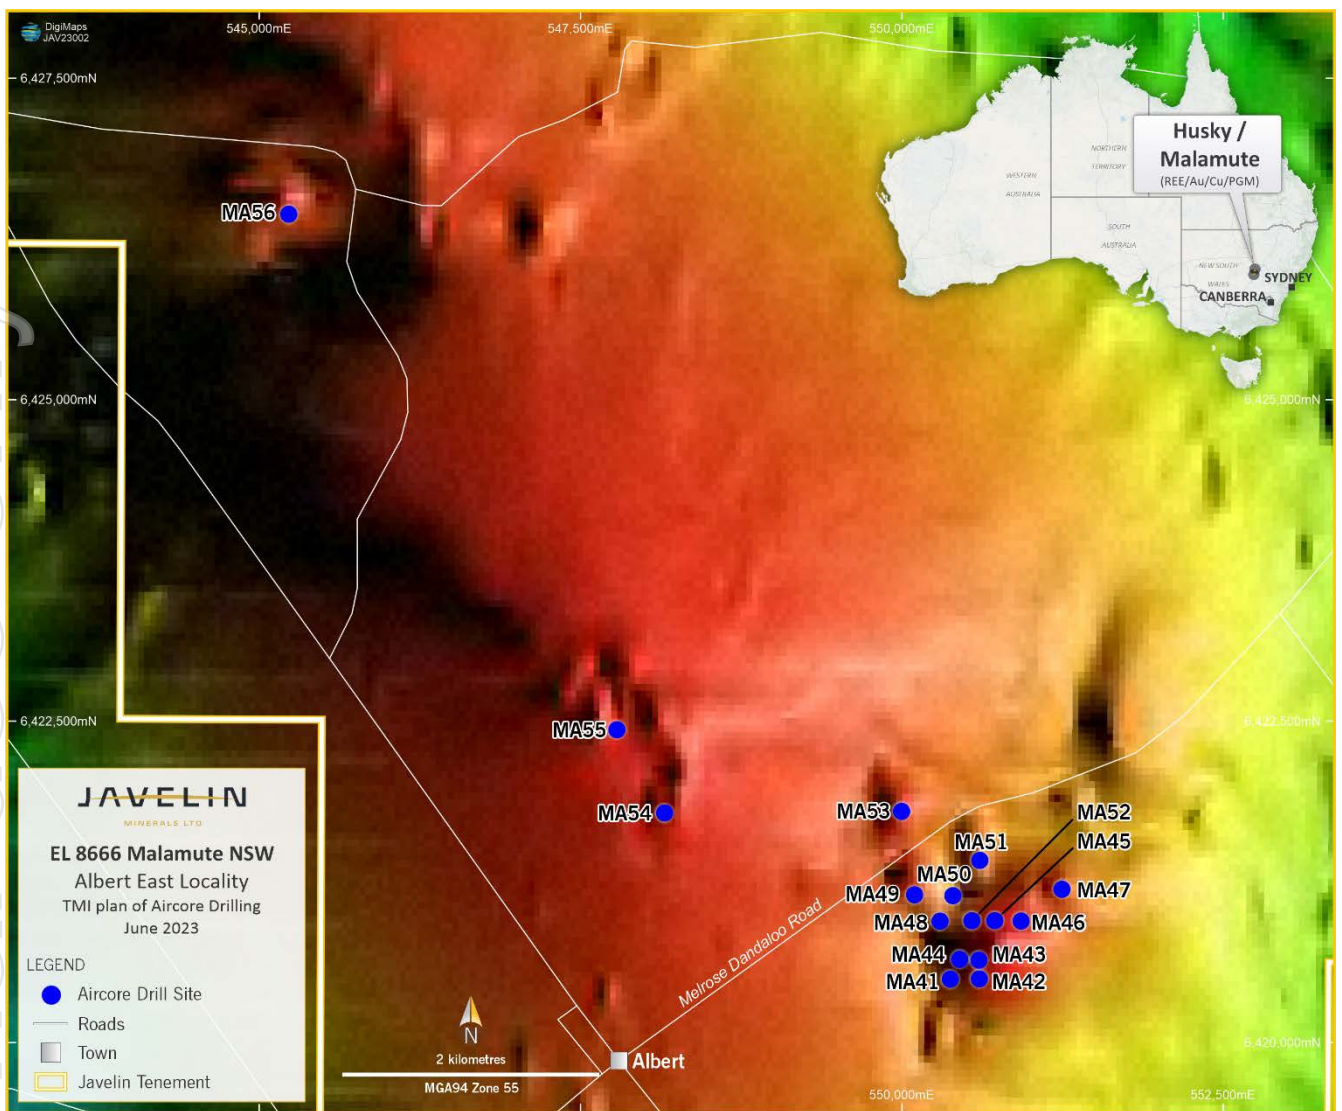 DigiMaps
JAV23002
545,000mE
547,500mE
550,000mE
6,427,500mN
Husky /
Malamute
(REE/Au/Cu/PGM)
NORTHERN
TERRITORY
WESTERN
AUSTRALIA
SOUTH
AUSTRALIA
NEW SOUTH
WALES
SYDNEY
CANBERRA
MA56
6,425,000mN
6,425,000mN
6,422,500mN
6,422,500mN
MA55
MA54
MA53
MA52
MA51
MA45
MA50
MA49
MA47
MA48
MA46
MA44
MA43
MA41
MA42
Melrose Dandaloo Road
JAVELIN
MINERALS LTD
EL 8666 Malamute NSW
Albert East Locality
TMI plan of Aircore Drilling
June 2023
LEGEND
Aircore Drill Site
Roads
Town
Javelin Tenement
N
2 kilometres
MGA94 Zone 55
Albert
6,420,000mN
550,000mE
552,500mE